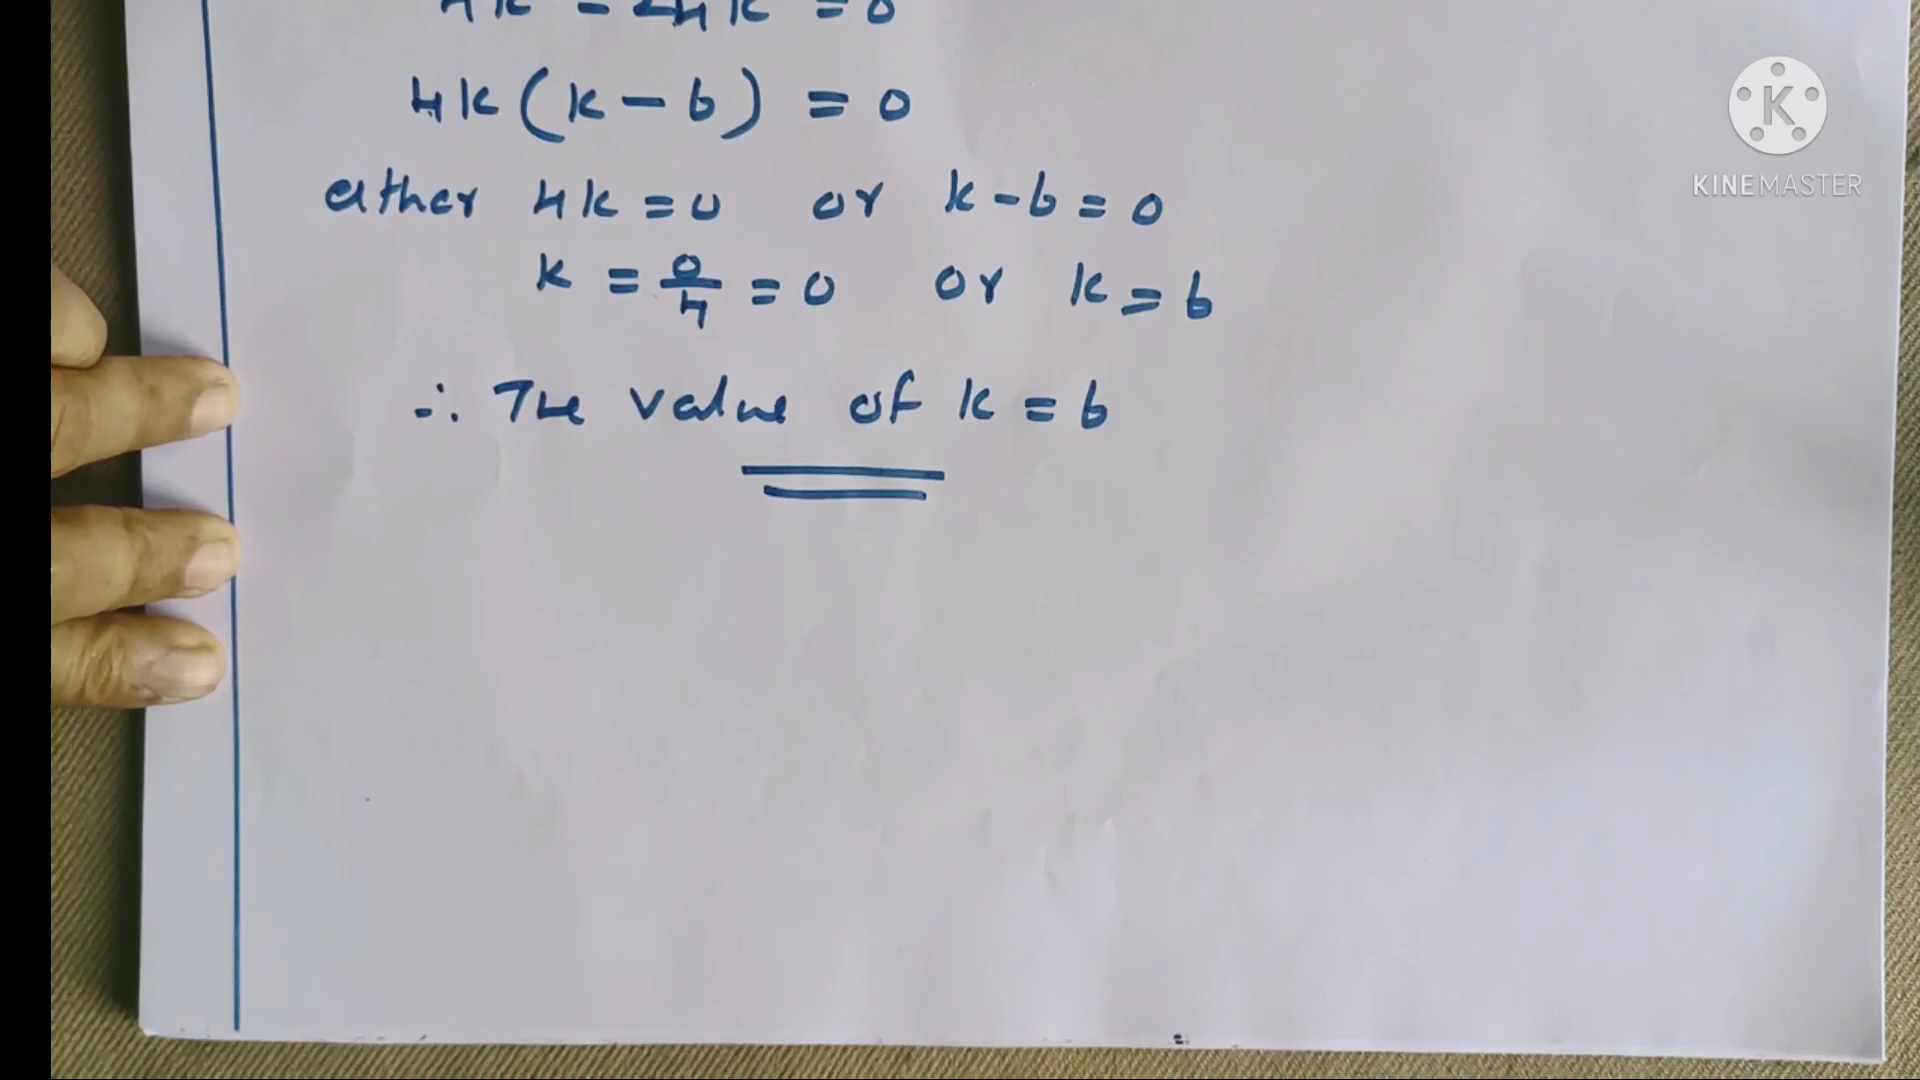 4k(k-6) = 0
either 4k=0 or k-6=0
k = 0/4 = 0 or k = 6
∴ The value of k = 6
K
KINEMASTER